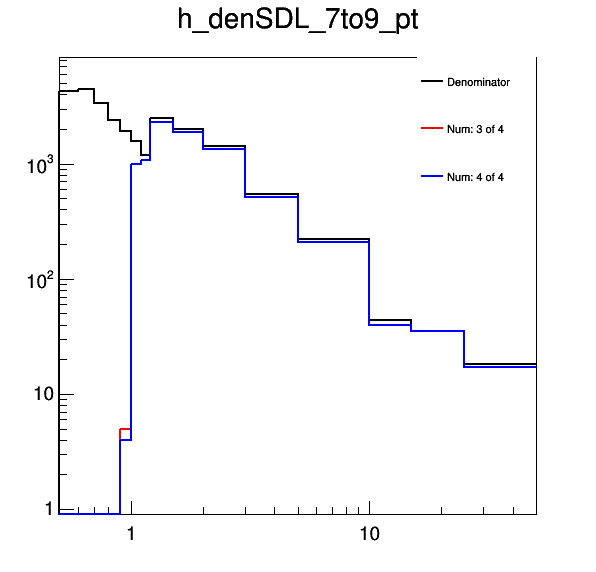 h_denSDL_7to9_pt
Denominator
Num: 3 of 4
Num: 4 of 4
10³
10²
10
1
1
10